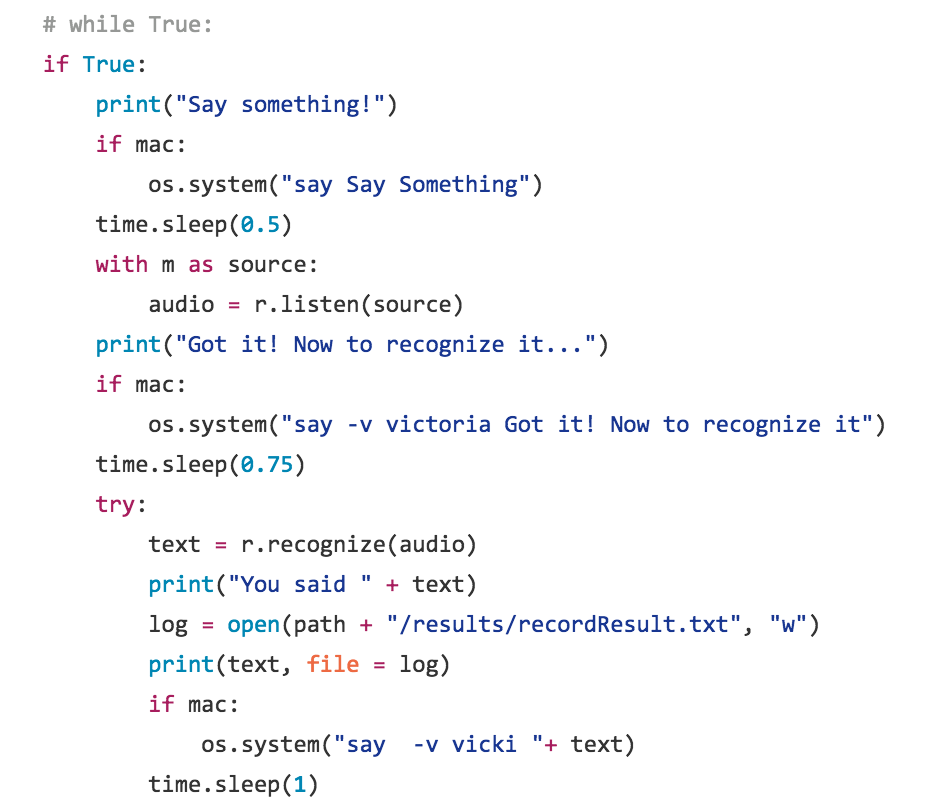 # while True:
if True:
    print("Say something!")
    if mac:
        os.system("say Say Something")
    time.sleep(0.5)
    with m as source:
        audio = r.listen(source)
    print("Got it! Now to recognize it...")
    if mac:
        os.system("say -v victoria Got it! Now to recognize it")
    time.sleep(0.75)
    try:
        text = r.recognize(audio)
        print("You said " + text)
        log = open(path + "/results/recordResult.txt", "w")
        print(text, file = log)
        if mac:
            os.system("say  -v vicki "+ text)
        time.sleep(1)